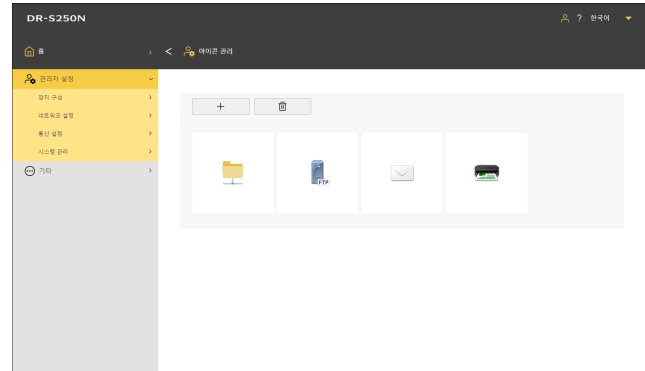 DR-S250N
? 한국어
홈
< 아이콘 관리
관리자 설정
장치 구성
네트워크 설정
통신 설정
시스템 관리
기타
+
FTP